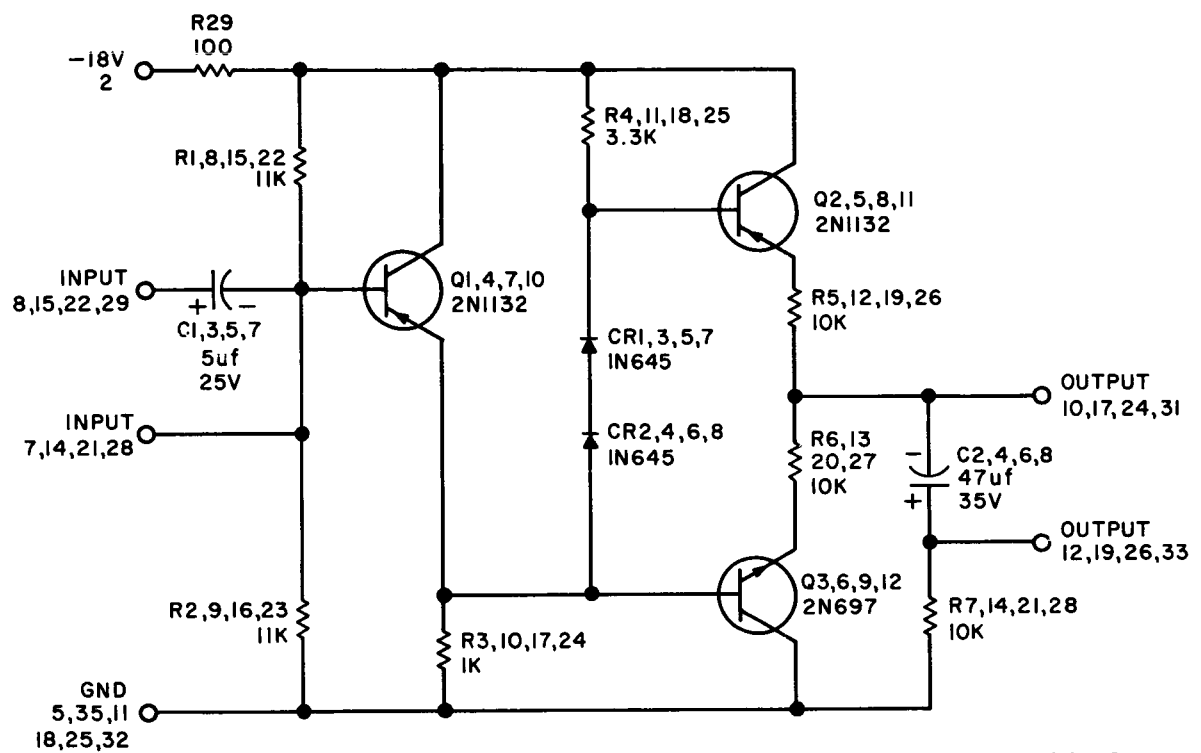 R29
100
-18V
2
R4,11,18,25
3.3K
R1,8,15,22
11K
Q2,5,8,11
2N1132
INPUT
8,15,22,29
+ -
C1,3,5,7
5uf
25V
Q1,4,7,10
2N1132
R5,12,19,26
10K
CR1,3,5,7
IN645
OUTPUT
10,17,24,31
INPUT
7,14,21,28
CR2,4,6,8
IN645
R6,13
20,27
10K
-
+
C2,4,6,8
47uf
35V
OUTPUT
12,19,26,33
Q3,6,9,12
2N697
R2,9,16,23
11K
R3,10,17,24
1K
R7,14,21,28
10K
GND
5,35,11
18,25,32